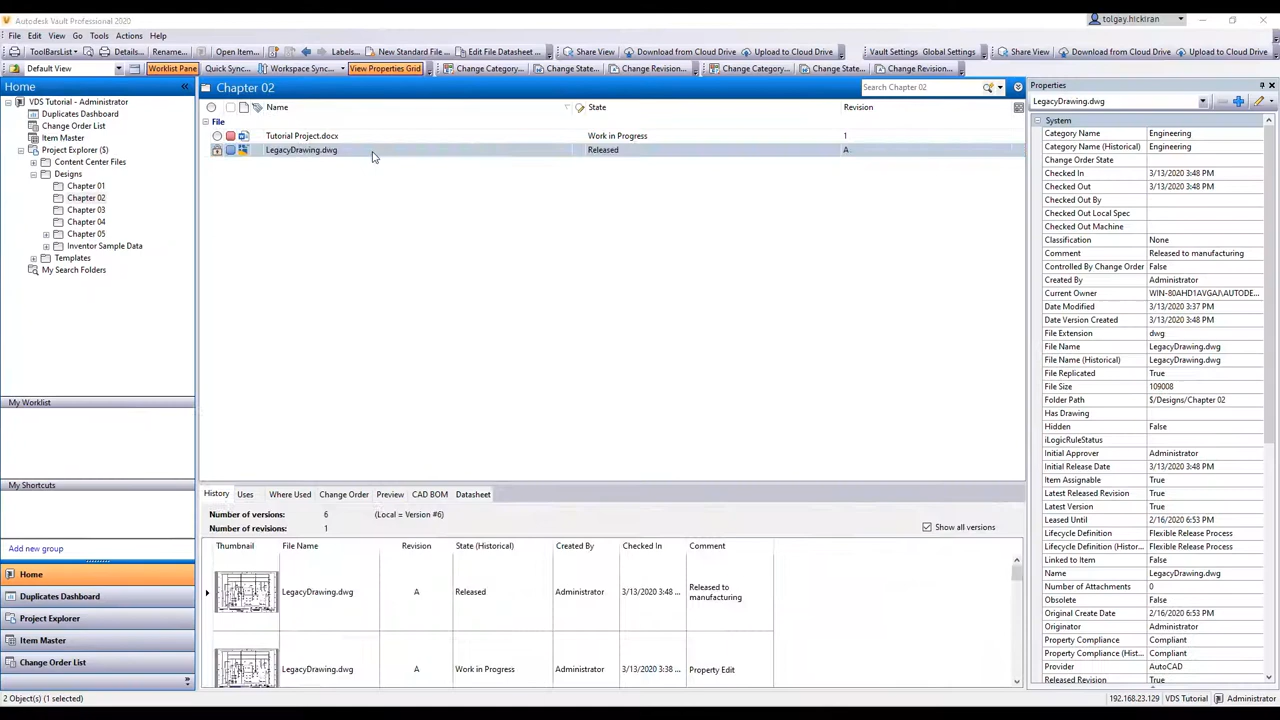 Autodesk Vault Professional 2020
tolgay.hickiran
File Edit View Go Tools Actions Help
ToolBarsList Details... Rename... Open Item... Labels... New Standard File ... Edit File Datasheet ... Share View Download from Cloud Drive Upload to Cloud Drive Vault Settings Global Settings Share View Download from Cloud Drive Upload to Cloud Drive
Default View Worklist Pane Quick Sync... Workspace Sync... View Properties Grid Change Category... Change State... Change Revision... Change Category... Change State... Change Revision...
Home
VDS Tutorial - Administrator
Duplicates Dashboard
Change Order List
Item Master
Project Explorer ($)
Content Center Files
Designs
Chapter 01
Chapter 02
Chapter 03
Chapter 04
Chapter 05
Inventor Sample Data
Templates
My Search Folders
My Worklist
My Shortcuts
Add new group
Home
Duplicates Dashboard
Project Explorer
Item Master
Change Order List
Chapter 02
Search Chapter 02
Name State Revision
File
Tutorial Project.docx Work in Progress 1
LegacyDrawing.dwg Released A
History Uses Where Used Change Order Preview CAD BOM Datasheet
Number of versions: 6 (Local = Version #6)
Number of revisions: 1
Show all versions
Thumbnail File Name Revision State (Historical) Created By Checked In Comment
LegacyDrawing.dwg A Released Administrator 3/13/2020 3:48 ... Released to
manufacturing
LegacyDrawing.dwg A Work in Progress Administrator 3/13/2020 3:38 ... Property Edit
Properties
LegacyDrawing.dwg
System
Category Name Engineering
Category Name (Historical) Engineering
Change Order State
Checked In 3/13/2020 3:48 PM
Checked Out 3/13/2020 3:48 PM
Checked Out By
Checked Out Local Spec
Checked Out Machine
Classification None
Comment Released to manufacturing
Controlled By Change Order False
Created By Administrator
Current Owner WIN-80AHD1AVGAJ\AUTODE...
Date Modified 3/13/2020 3:37 PM
Date Version Created 3/13/2020 3:48 PM
File Extension dwg
File Name LegacyDrawing.dwg
File Name (Historical) LegacyDrawing.dwg
File Replicated True
File Size 109008
Folder Path $/Designs/Chapter 02
Has Drawing
Hidden False
iLogicRuleStatus
Initial Approver Administrator
Initial Release Date 3/13/2020 3:48 PM
Item Assignable True
Latest Released Revision True
Latest Version True
Leased Until 2/16/2020 6:53 PM
Lifecycle Definition Flexible Release Process
Lifecycle Definition (Histor... Flexible Release Process
Linked to Item False
Name LegacyDrawing.dwg
Number of Attachments 0
Obsolete False
Original Create Date 2/16/2020 6:53 PM
Originator Administrator
Property Compliance Compliant
Property Compliance (Hist... Compliant
Provider AutoCAD
Released Revision True
2 Object(s) (1 selected)
192.168.23.129 VDS Tutorial Administrator